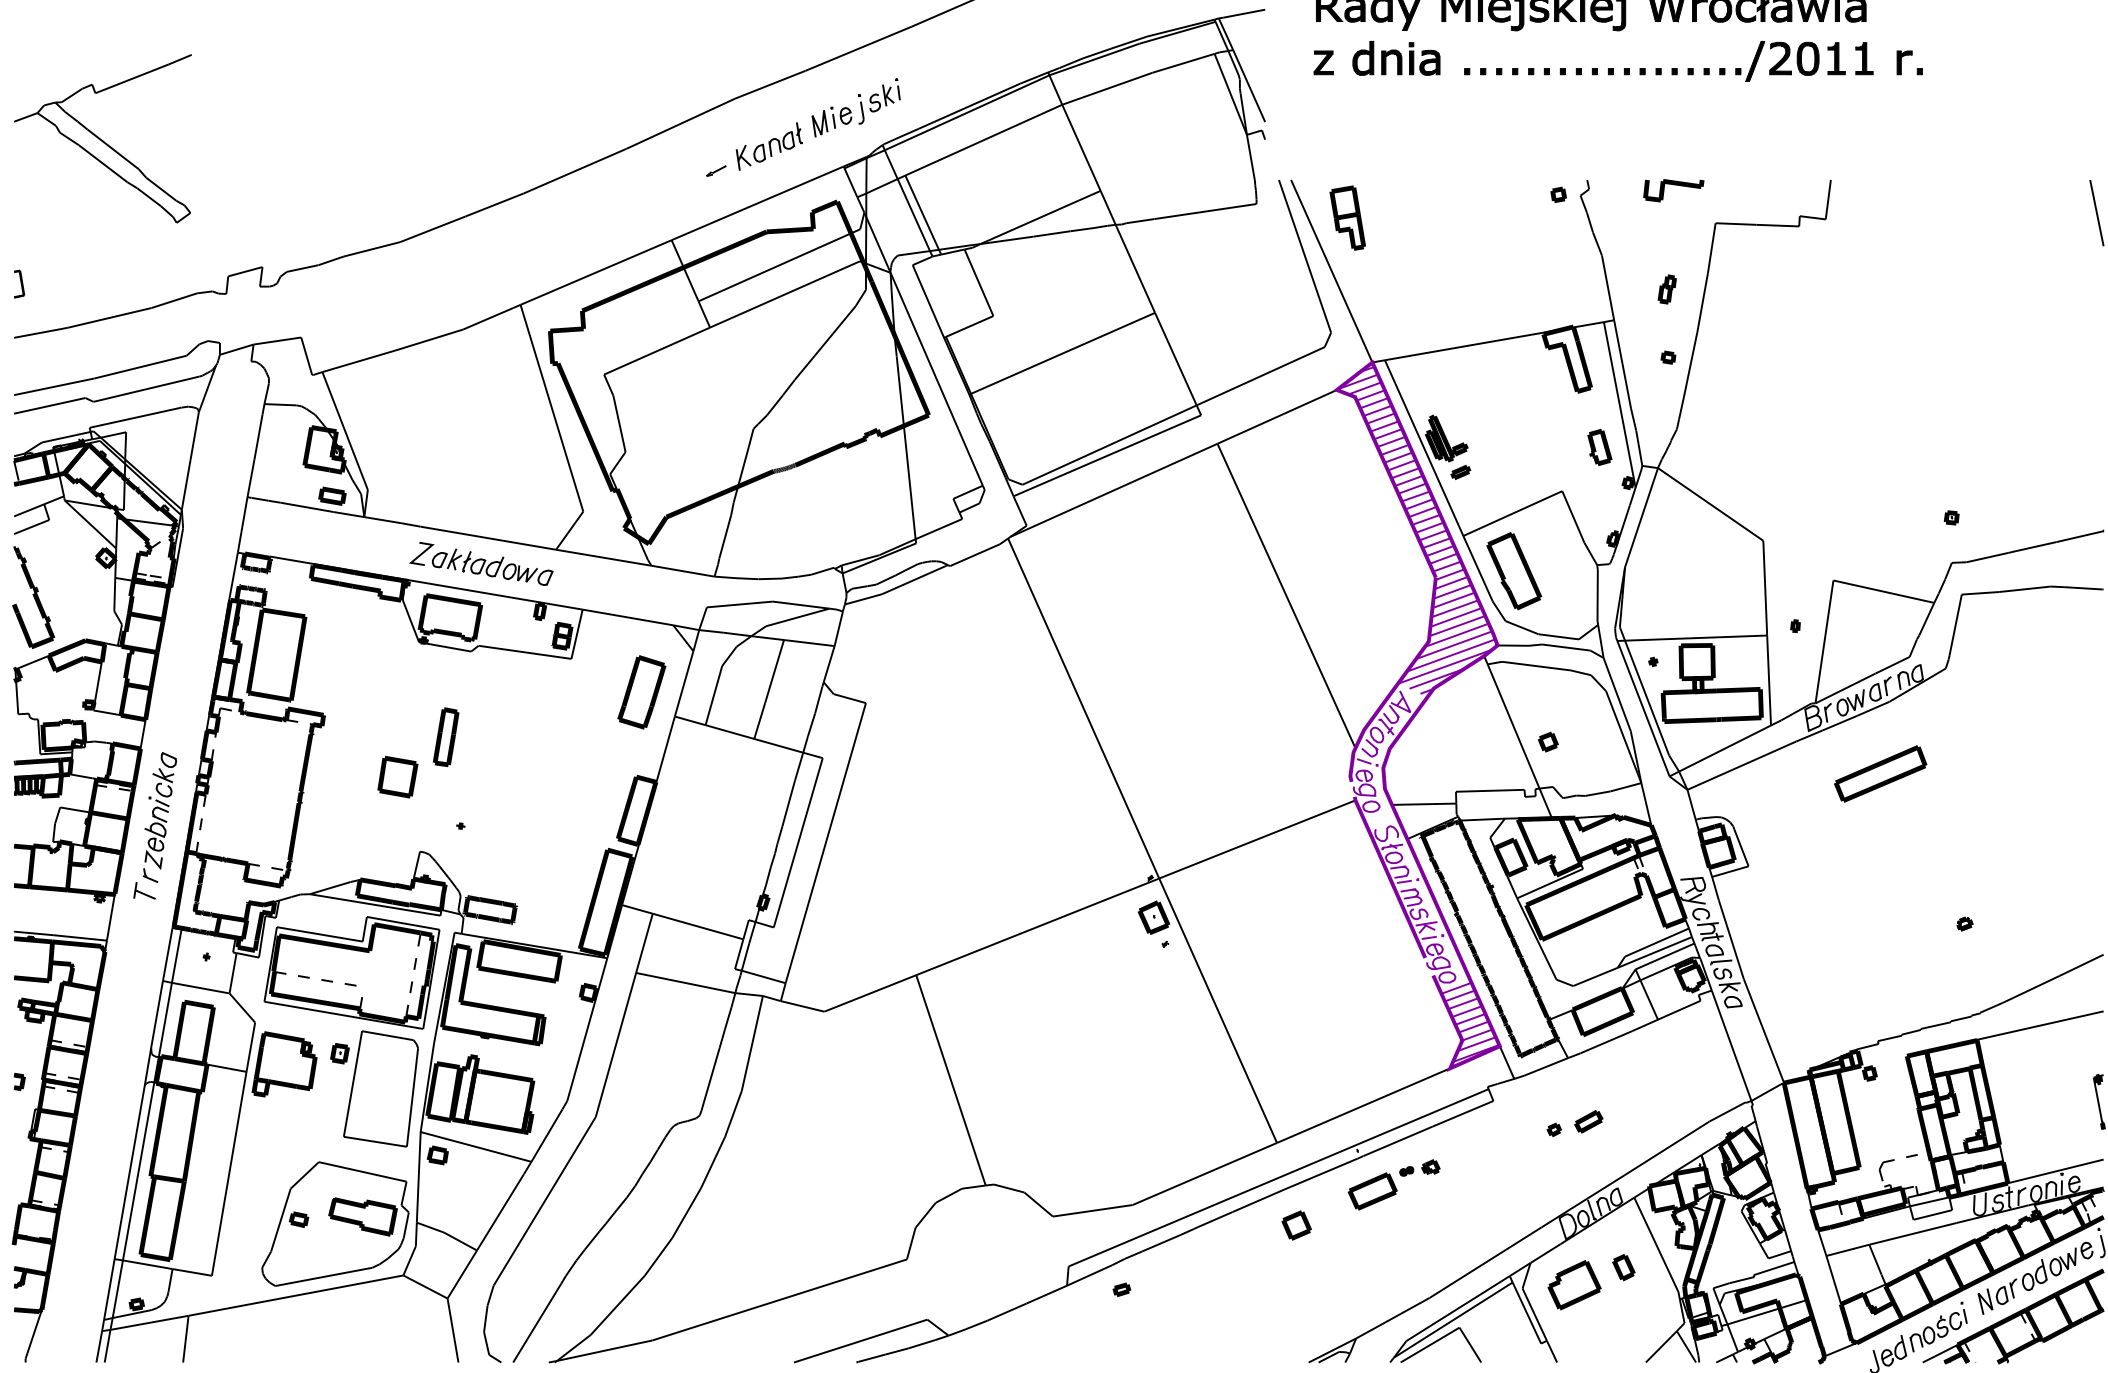 Rady Miejskiej Wrocławia
z dnia ................../2011 r.
Kanał Miejski
Zakładowa
Trzebnicka
Antoniego Słonimskiego
Browarna
Rychtalska
Dolna
Ustronie
Jedności Narodowej